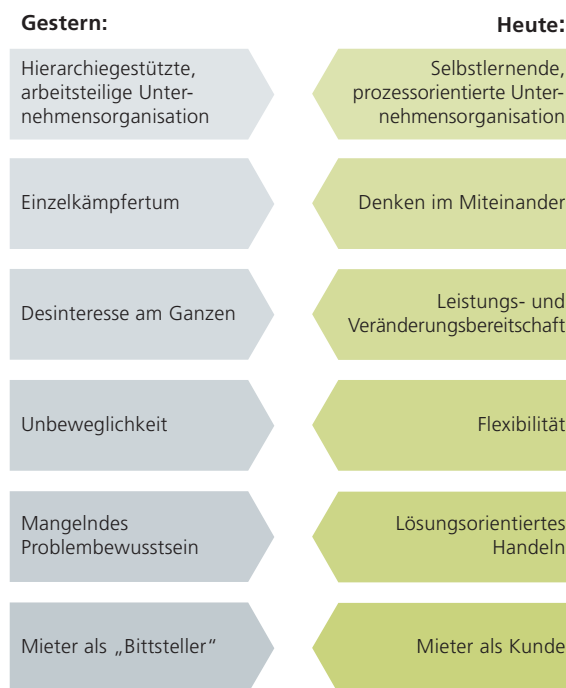 Gestern:
Heute:
Hierarchiegestützte,
arbeitsteilige Unter-
nehmensorganisation
Selbstlernende,
prozessorientierte Unter-
nehmensorganisation
Einzelkämpfertum
Denken im Miteinander
Desinteresse am Ganzen
Leistungs- und
Veränderungsbereitschaft
Unbeweglichkeit
Flexibilität
Mangelndes
Problembewusstsein
Lösungsorientiertes
Handeln
Mieter als „Bittsteller“
Mieter als Kunde